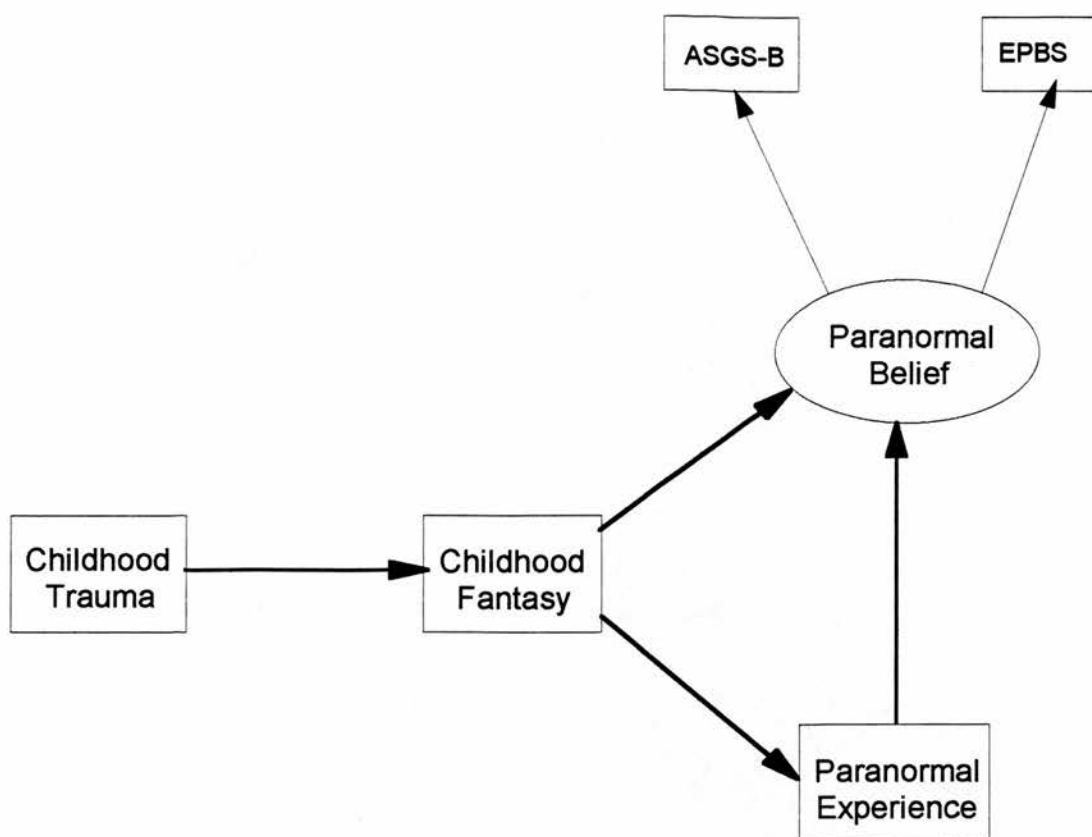 ASGS-B
EPBS
Paranormal
Belief
Childhood
Trauma
Childhood
Fantasy
Paranormal
Experience